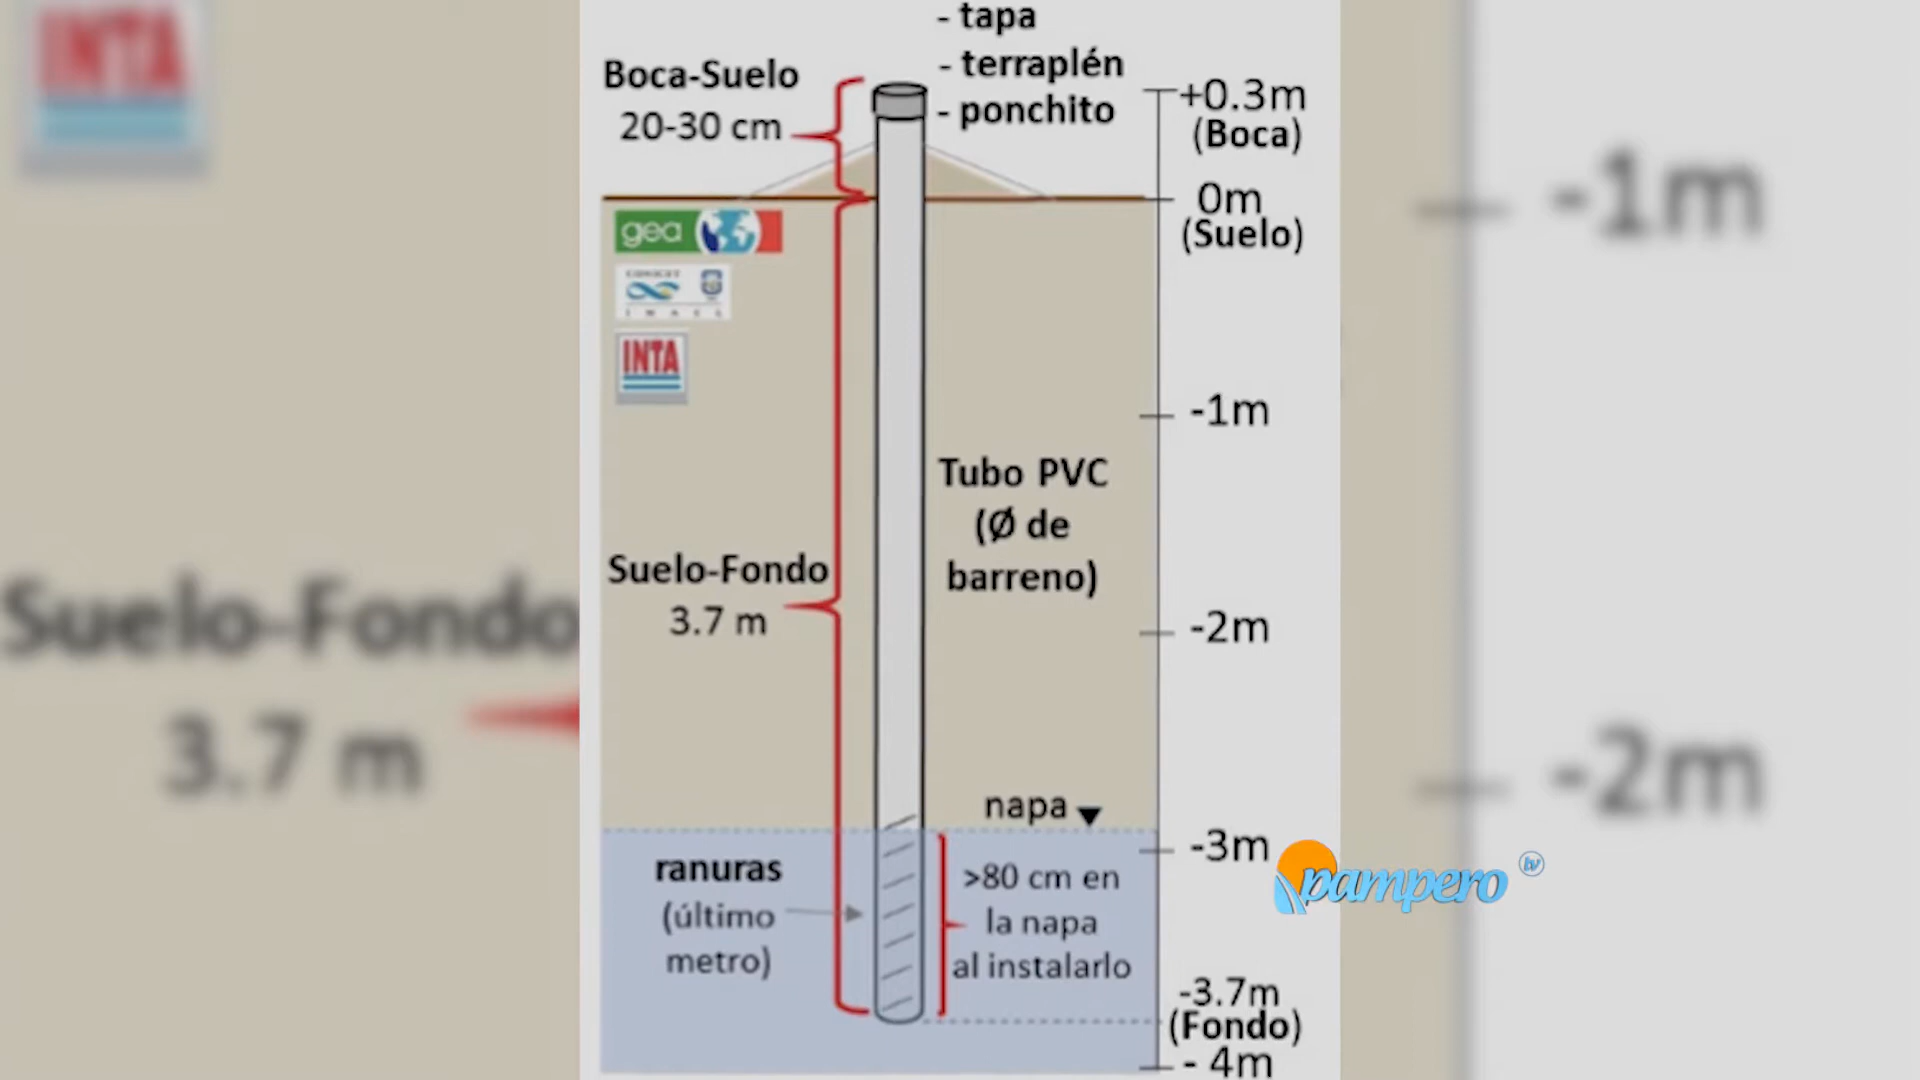 - tapa
- terraplén
- ponchito
Boca-Suelo
20-30 cm
+0.3m
(Boca)
0m
(Suelo)
gea
CONICET
I M A S L
INTA
-1m
Tubo PVC
(Ø de
barreno)
Suelo-Fondo
3.7 m
-2m
napa
-3m
ranuras
(último
metro)
>80 cm en
la napa
al instalarlo
-3.7m
(Fondo)
- 4m
pampero
tv
INTA
Suelo-Fondo
3.7 m
-1m
-2m